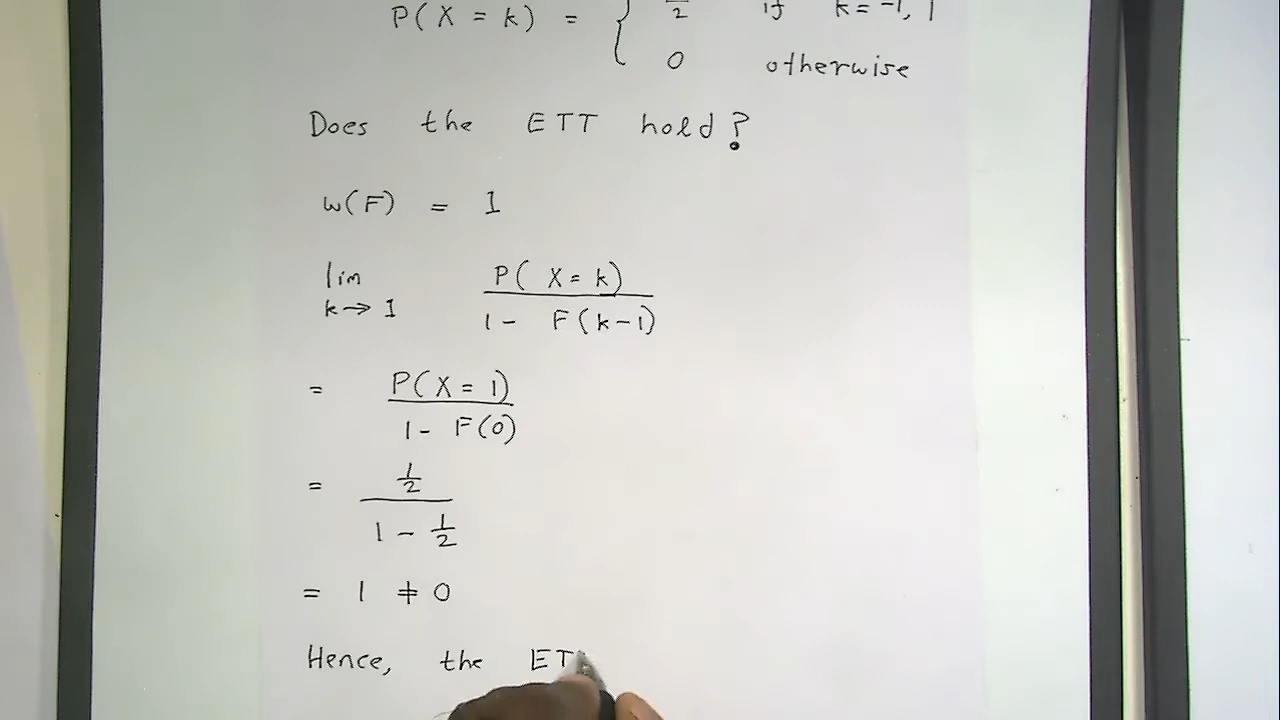 P(X = k) = { 1/2 if k = -1, 1
0 otherwise
Does the ETT hold?
w(F) = 1
lim k→1 P(X = k) / 1 - F(k-1)
= P(X = 1) / 1 - F(0)
= 1/2 / 1 - 1/2
= 1 ≠ 0
Hence, the ET